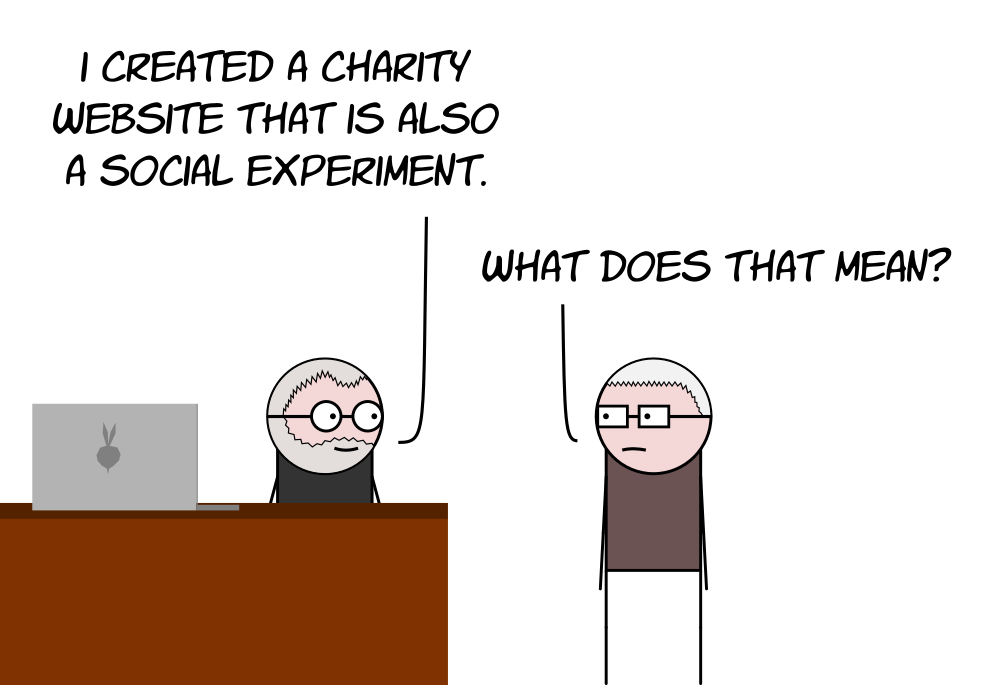 I CREATED A CHARITY
WEBSITE THAT IS ALSO
A SOCIAL EXPERIMENT.
WHAT DOES THAT MEAN?